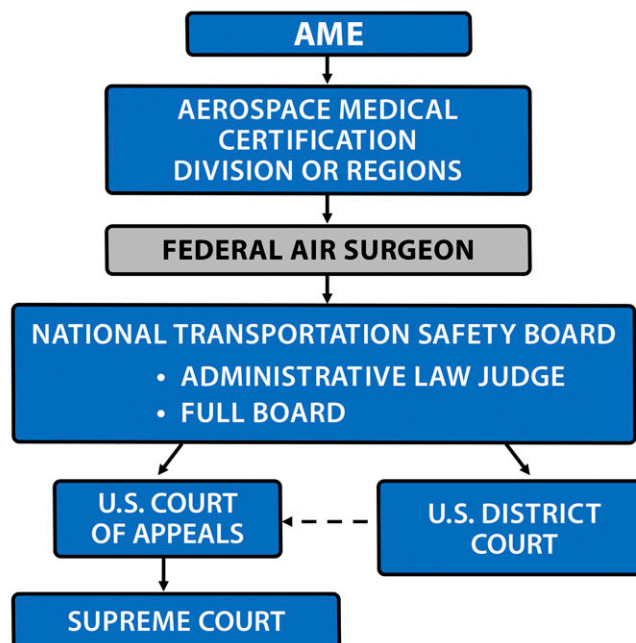 AME
AEROSPACE MEDICAL
CERTIFICATION
DIVISION OR REGIONS
FEDERAL AIR SURGEON
NATIONAL TRANSPORTATION SAFETY BOARD
• ADMINISTRATIVE LAW JUDGE
• FULL BOARD
U.S. COURT
OF APPEALS
U.S. DISTRICT
COURT
SUPREME COURT